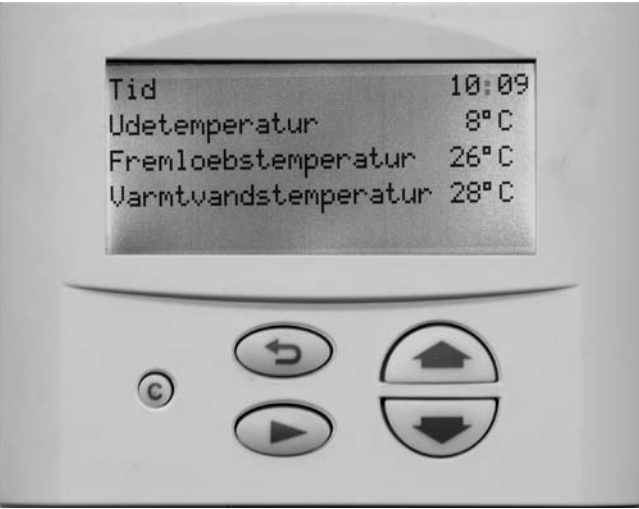 Tid 10:09
Udetemperatur 8°C
Fremloebstemperatur 26°C
Varmtvandstemperatur 28°C
C